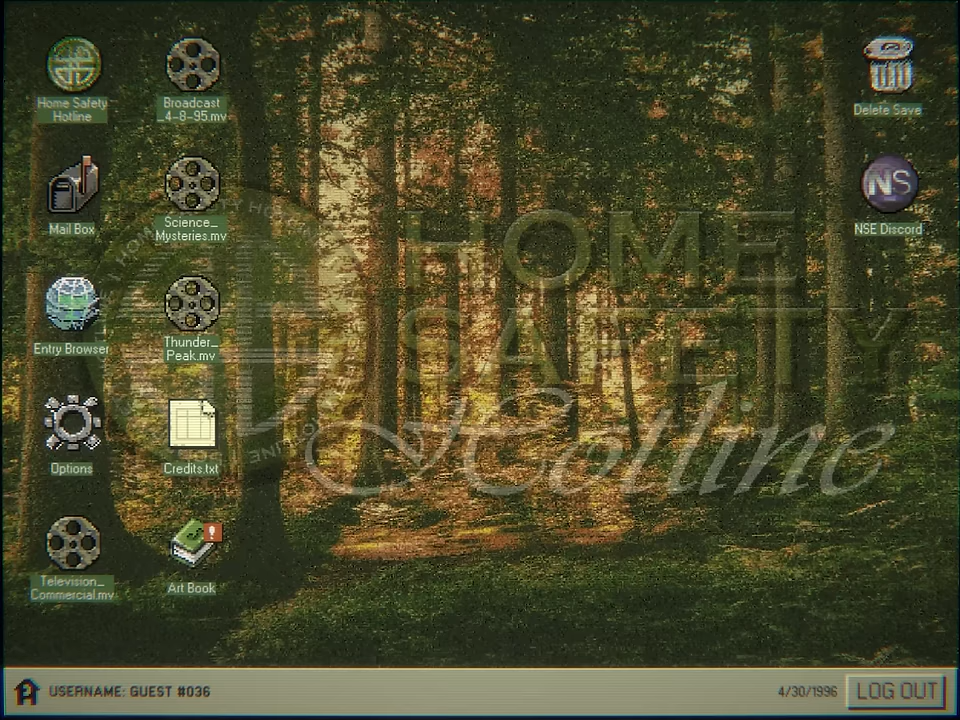 Home Safety
Hotline
Broadcast
_4-8-95.mv
Delete Save
Mail Box
Science_
Mysteries.mv
NS
NSE Discord
HOME
SAFETY
Hotline
Entry Browser
Thunder_
Peak.mv
Options
Credits.txt
Television_
Commercial.mv
Art Book
USERNAME: GUEST #036
4/30/1996
LOG OUT